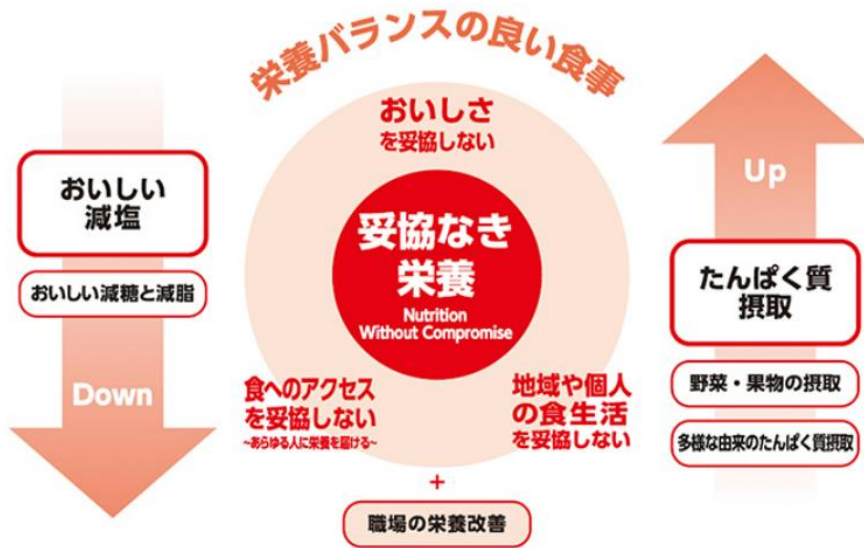 栄養バランスの良い食事
おいしい
減塩
おいしい減糖と減脂
Down
おいしさ
を妥協しない
妥協なき
栄養
Nutrition
Without Compromise
食へのアクセス
を妥協しない
~あらゆる人に栄養を届ける~
地域や個人
の食生活
を妥協しない
+
職場の栄養改善
Up
たんぱく質
摂取
野菜・果物の摂取
多様な由来のたんぱく質摂取